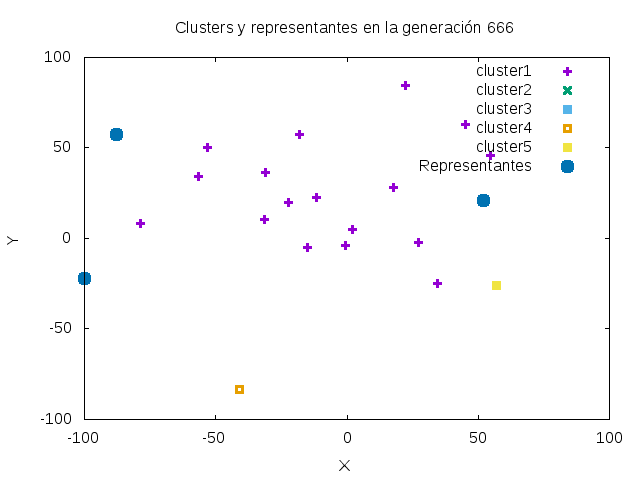 Clusters y representantes en la generación 666
100
50
0
-50
-100
Y
cluster1
cluster2
cluster3
cluster4
cluster5
Representantes
-100 -50 0 50 100
X